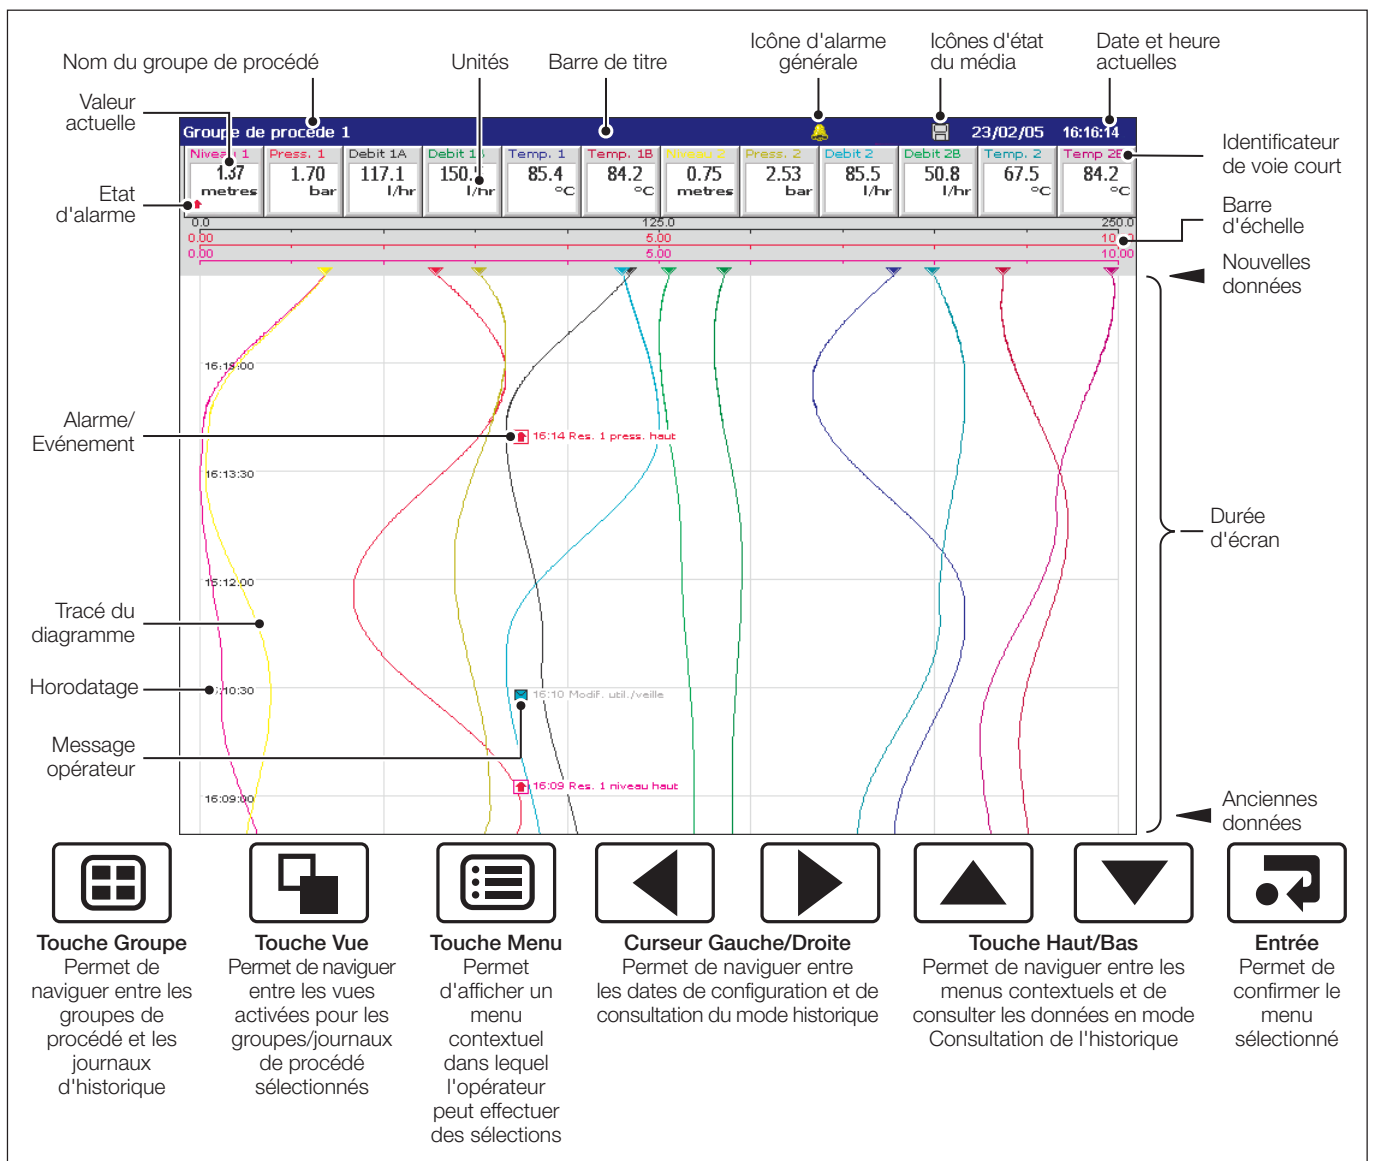 Nom du groupe de procédé
Unités
Barre de titre
Icône d'alarme
générale
Icônes d'état
du média
Date et heure
actuelles
Valeur
actuelle
Groupe de procede 1
23/02/05
16:16:14
Niveau 1
Press. 1
Debit 1A
Debit 1B
Temp. 1
Temp. 1B
Niveau 2
Press. 2
Debit 2
Debit 2B
Temp. 2
Temp 2B
1.37
1.70
117.1
150.
85.4
84.2
0.75
2.53
85.5
50.8
67.5
84.2
metres
bar
l/hr
l/hr
°C
°C
metres
bar
l/hr
l/hr
°C
°C
Identificateur
de voie court
Etat
d'alarme
0.0
125.0
250.0
0.00
5.00
0.00
5.00
10.00
Barre
d'échelle
Nouvelles
données
16:13:30
16:09:00
Alarme/
Evénement
16:14 Res. 1 press. haut
Durée
d'écran
Tracé du
diagramme
Horodatage
16:10 Modif. util./veille
Message
opérateur
16:09 Res. 1 niveau haut
Anciennes
données
Touche Groupe
Permet de
naviguer entre les
groupes de
procédé et les
journaux
d'historique
Touche Vue
Permet de naviguer
entre les vues
activées pour les
groupes/journaux
de procédé
sélectionnés
Touche Menu
Permet
d'afficher un
menu
contextuel
dans lequel
l'opérateur
peut effectuer
des sélections
Curseur Gauche/Droite
Permet de naviguer entre
les dates de configuration et de
consultation du mode historique
Touche Haut/Bas
Permet de naviguer entre les
menus contextuels et de
consulter les données en mode
Consultation de l'historique
Entrée
Permet de
confirmer le
menu
sélectionné